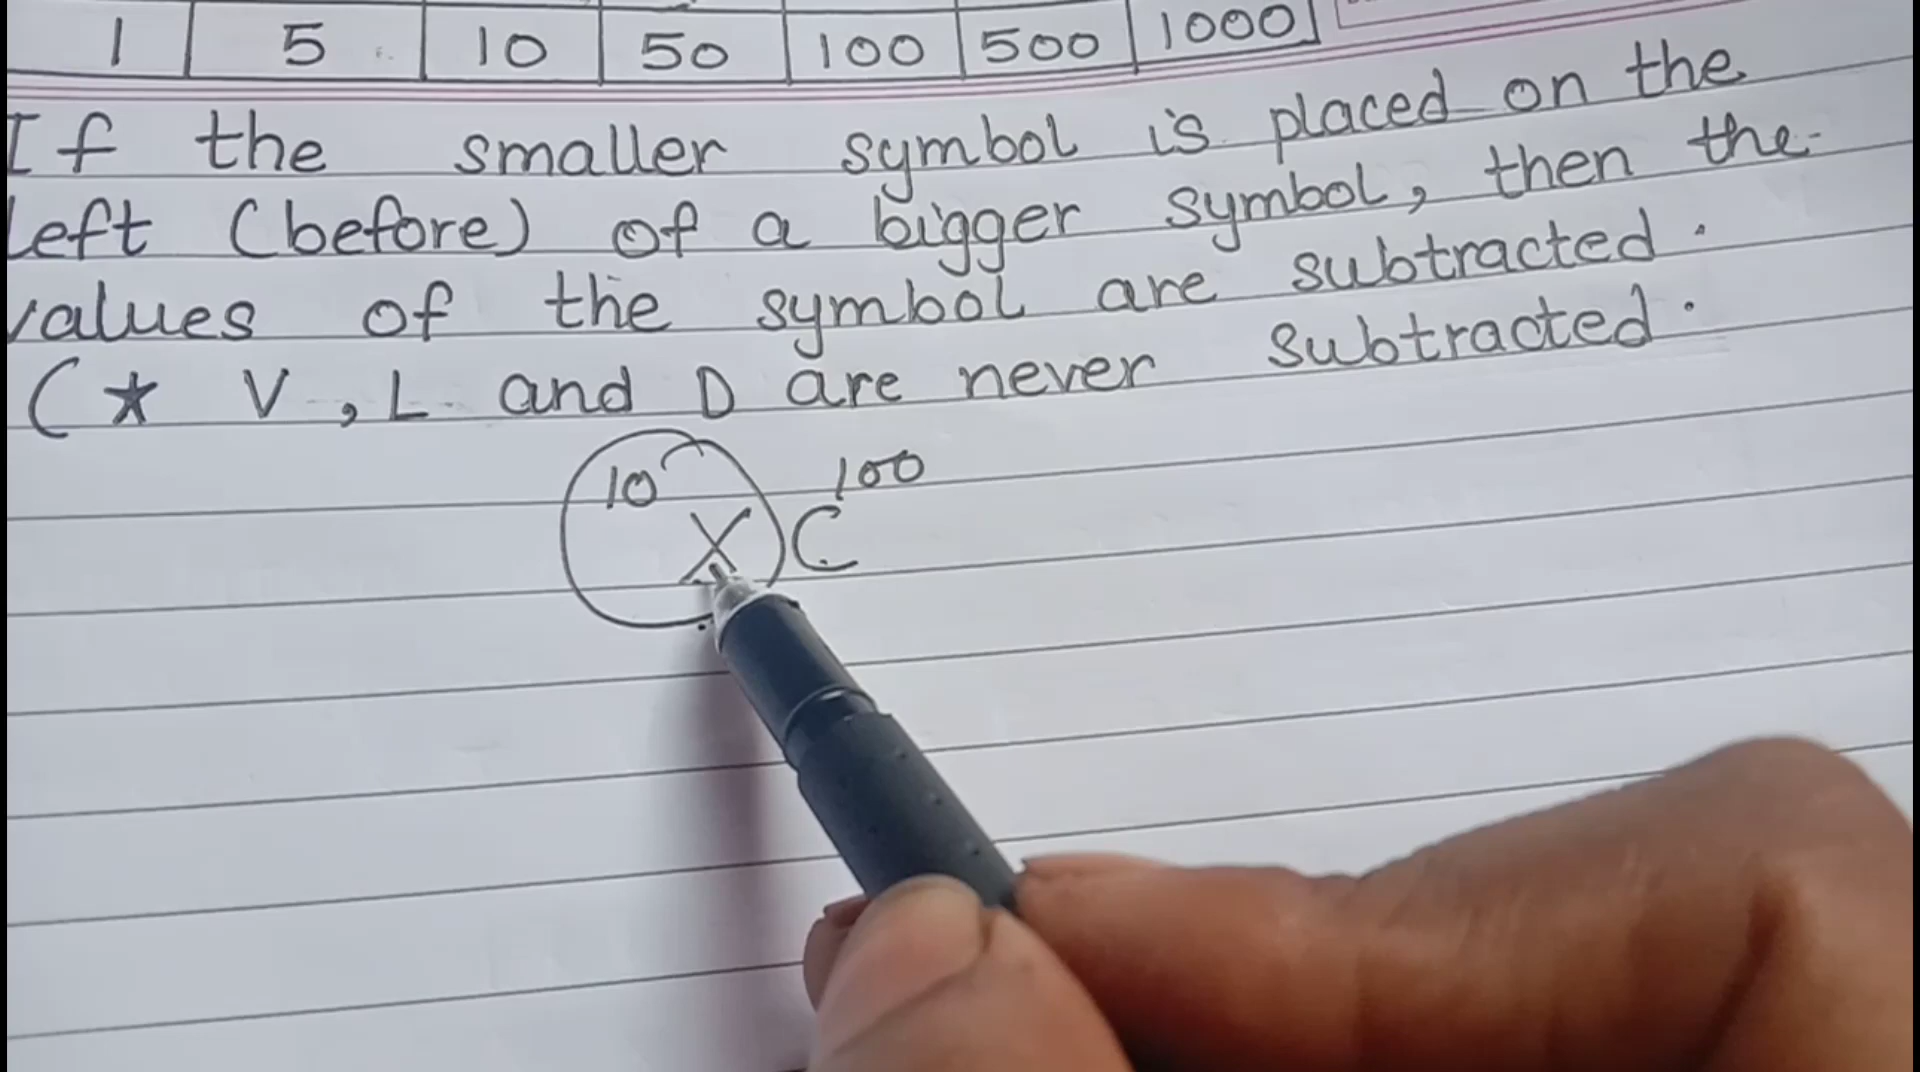 1 5 10 50 100 500 1000
If the smaller symbol is placed on the
left (before) of a bigger symbol, then the
values of the symbol are subtracted.
(★ V, L and D are never subtracted.
10 100
X C